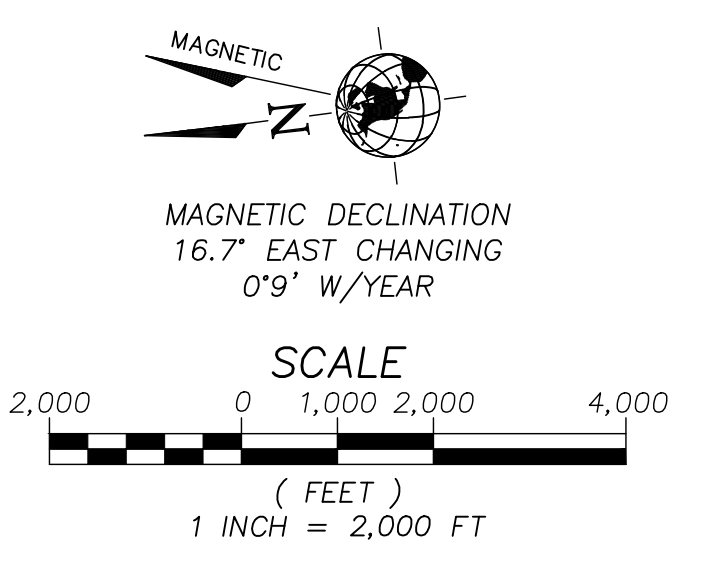 MAGNETIC
N
MAGNETIC DECLINATION
16.7° EAST CHANGING
0°9' W/YEAR
SCALE
2,000 0 1,000 2,000 4,000
( FEET )
1 INCH = 2,000 FT